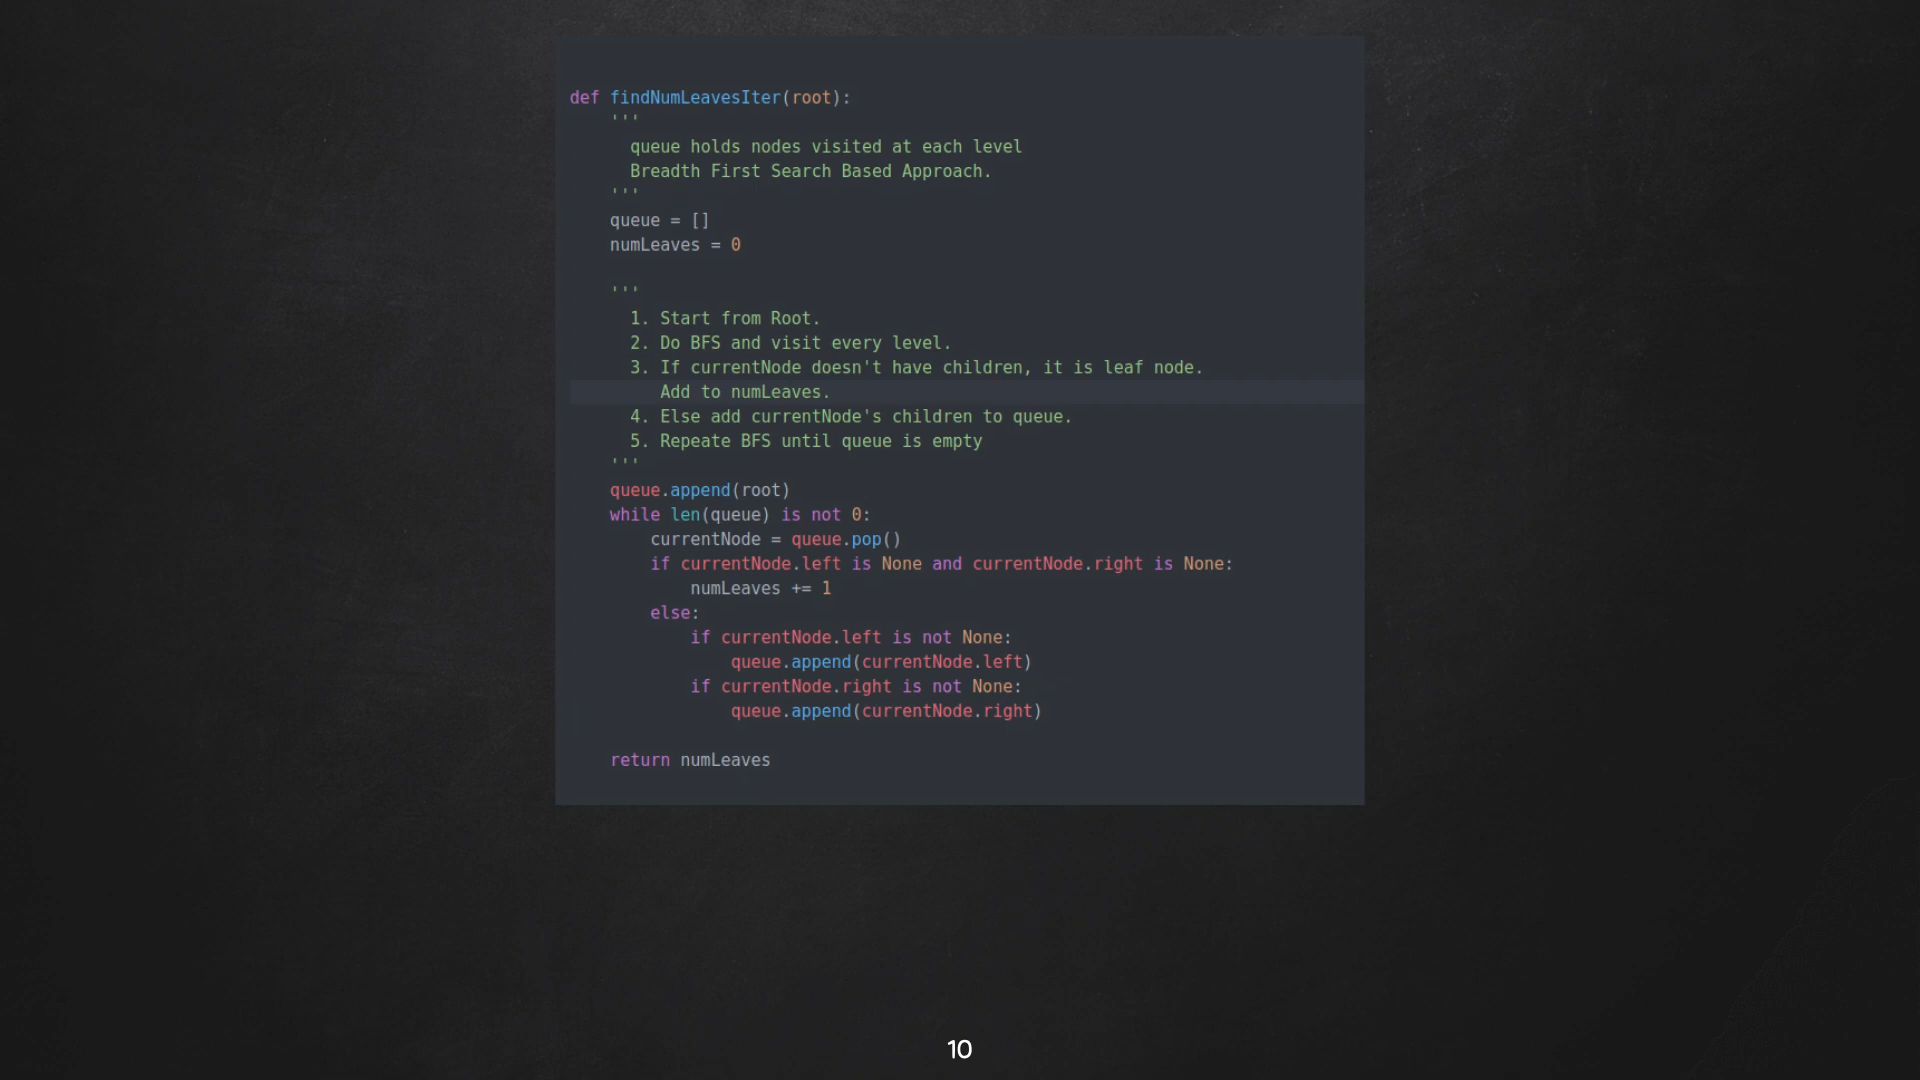 def findNumLeavesIter(root):
    '''
      queue holds nodes visited at each level
      Breadth First Search Based Approach.
    '''
    queue = []
    numLeaves = 0

    '''
      1. Start from Root.
      2. Do BFS and visit every level.
      3. If currentNode doesn't have children, it is leaf node.
         Add to numLeaves.
      4. Else add currentNode's children to queue.
      5. Repeat BFS until queue is empty
    '''
    queue.append(root)
    while len(queue) is not 0:
        currentNode = queue.pop()
        if currentNode.left is None and currentNode.right is None:
            numLeaves += 1
        else:
            if currentNode.left is not None:
                queue.append(currentNode.left)
            if currentNode.right is not None:
                queue.append(currentNode.right)

    return numLeaves
10